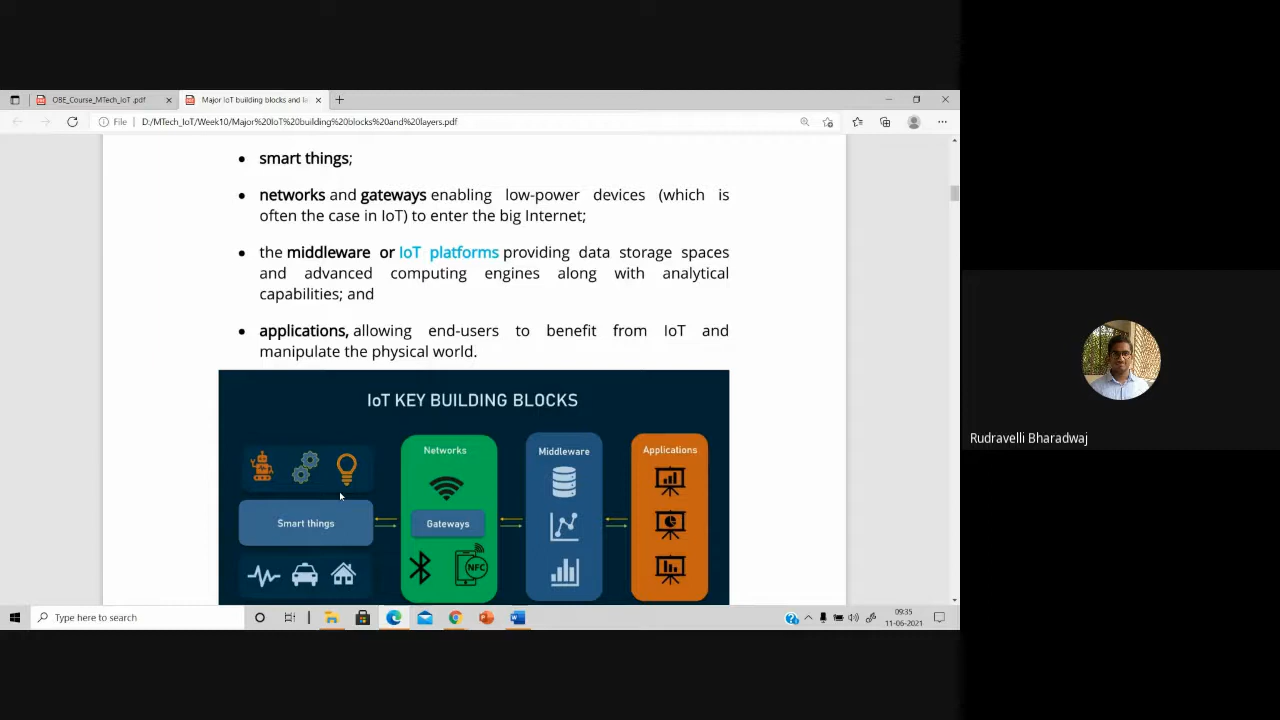 OBE_Course_MTech_IoT .pdf
Major IoT building blocks and la
File
D:/MTech_IoT/Week10/Major%20IoT%20building%20blocks%20and%20layers.pdf
• smart things;
• networks and gateways enabling low-power devices (which is
often the case in IoT) to enter the big Internet;
• the middleware or IoT platforms providing data storage spaces
and advanced computing engines along with analytical
capabilities; and
• applications, allowing end-users to benefit from IoT and
manipulate the physical world.
IoT KEY BUILDING BLOCKS
Networks
Middleware
Applications
Smart things
Gateways
NFC
Rudravelli Bharadwaj
Type here to search
09:35
11-06-2021